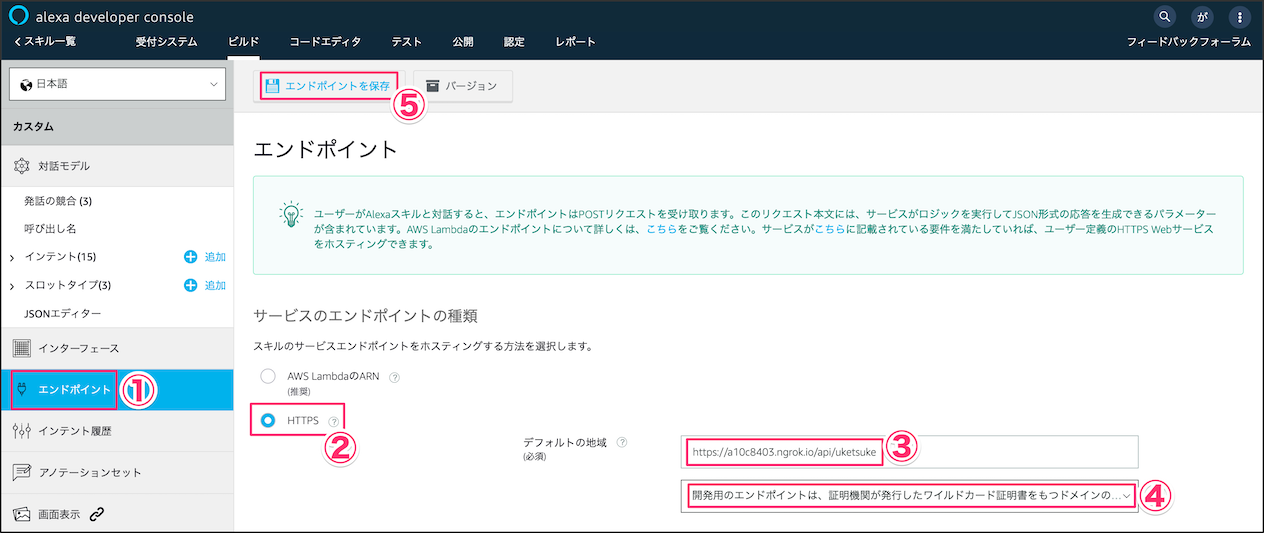 alexa developer console
が
スキル一覧
受付システム
ビルド
コードエディタ
テスト
公開
認定
レポート
フィードバックフォーラム
日本語
エンドポイントを保存
バージョン
⑤
カスタム
対話モデル
発話の競合 (3)
呼び出し名
インテント(15)
追加
スロットタイプ(3)
追加
JSONエディター
インターフェース
エンドポイント
①
インテント履歴
アノテーションセット
画面表示
エンドポイント
ユーザーがAlexaスキルと対話すると、エンドポイントはPOSTリクエストを受け取ります。このリクエスト本文には、サービスがロジックを実行してJSON形式の応答を生成できるパラメーター
が含まれています。AWS Lambdaのエンドポイントについて詳しくは、こちらをご覧ください。サービスがこちらに記載されている要件を満たしていれば、ユーザー定義のHTTPS Webサービス
をホスティングできます。
サービスのエンドポイントの種類
スキルのサービスエンドポイントをホスティングする方法を選択します。
AWS LambdaのARN ?
(推奨)
HTTPS ?
②
デフォルトの地域 ?
(必須)
https://a10c8403.ngrok.io/api/uketsuke
③
開発用のエンドポイントは、証明機関が発行したワイルドカード証明書をもつドメインの...
④